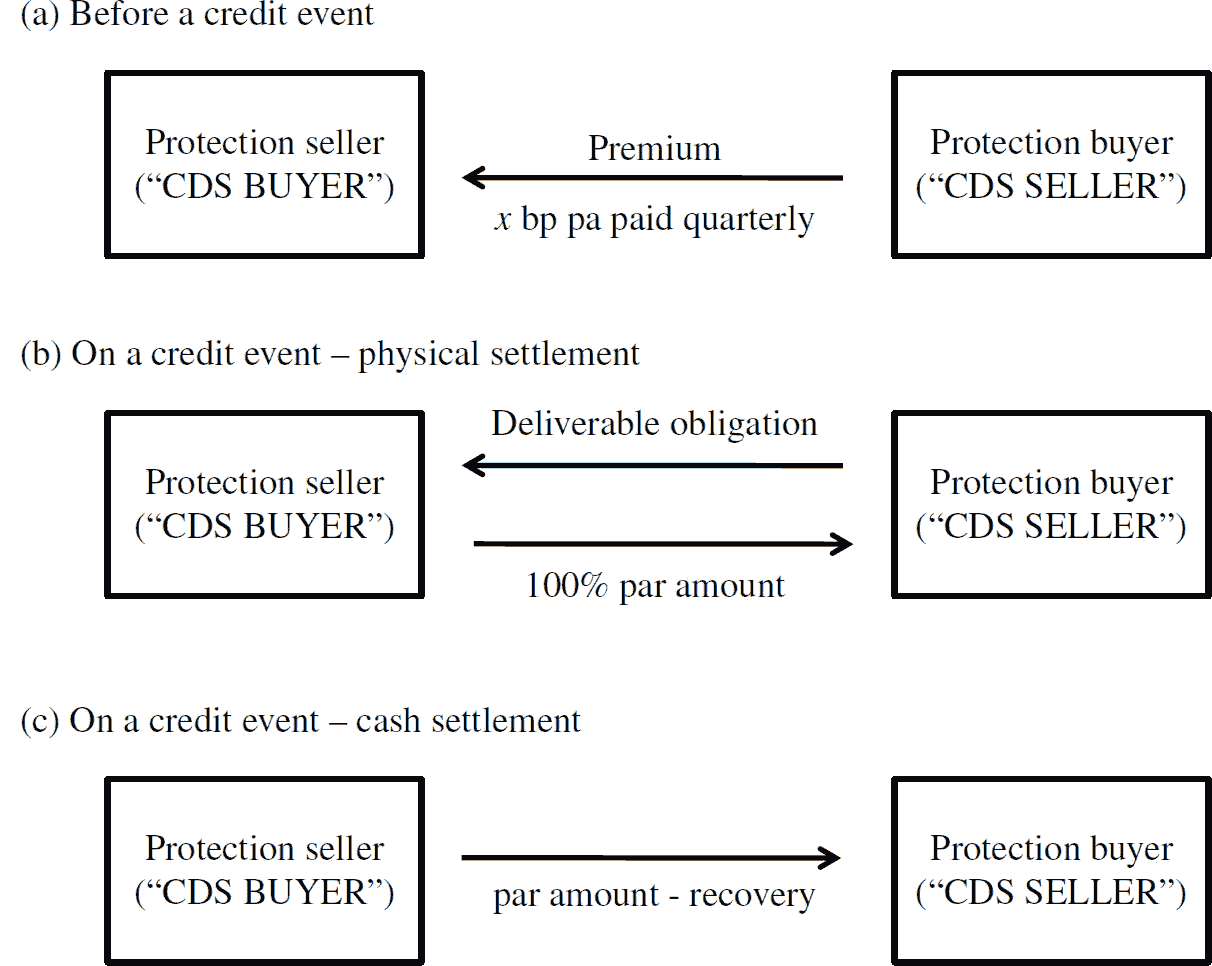 (a) Before a credit event
Protection seller
(“CDS BUYER”)
Premium
x bp pa paid quarterly
Protection buyer
(“CDS SELLER”)
(b) On a credit event – physical settlement
Protection seller
(“CDS BUYER”)
Deliverable obligation
100% par amount
Protection buyer
(“CDS SELLER”)
(c) On a credit event – cash settlement
Protection seller
(“CDS BUYER”)
par amount - recovery
Protection buyer
(“CDS SELLER”)